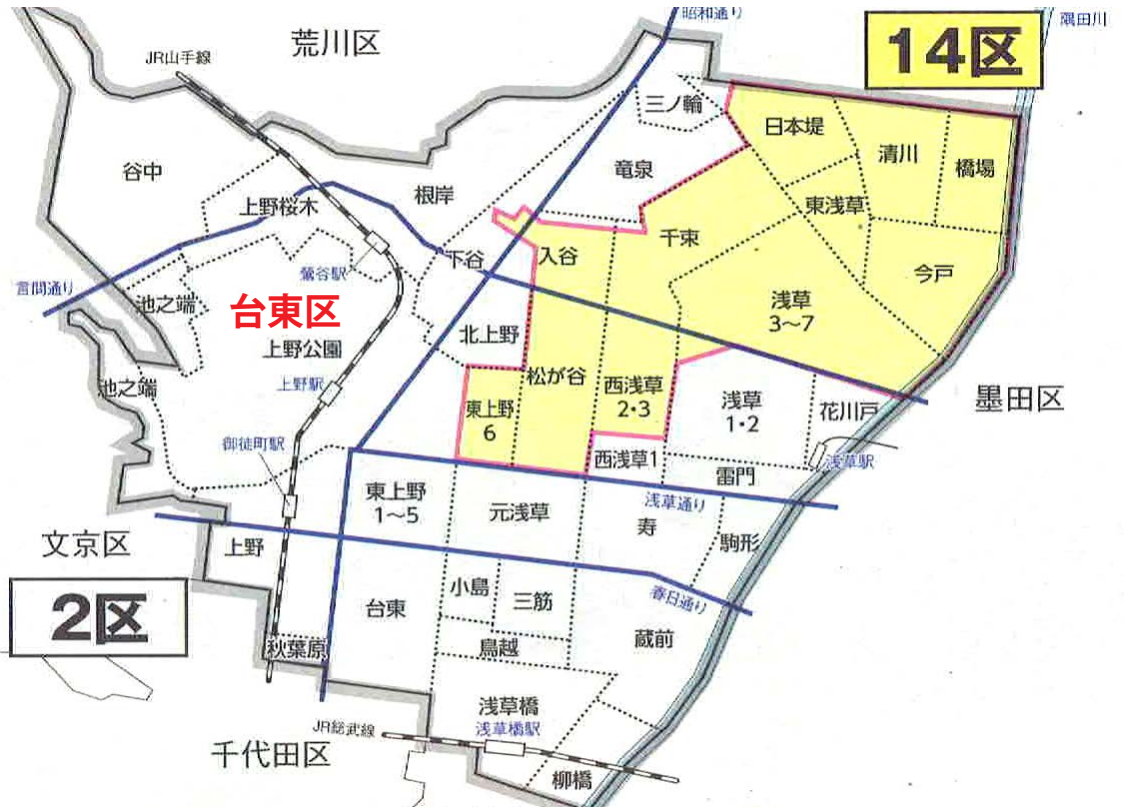 昭和通り
隅田川
荒川区
14区
JR山手線
三ノ輪
日本堤
清川
橋場
谷中
竜泉
根岸
上野桜木
東浅草
千束
下谷
入谷
今戸
鶯谷駅
言問通り
池之端
台東区
浅草
3～7
北上野
上野公園
池之端
上野駅
松が谷
西浅草
2・3
東上野
6
浅草
1・2
花川戸
墨田区
御徒町駅
西浅草1
浅草駅
雷門
東上野
1～5
浅草通り
元浅草
寿
駒形
文京区
上野
2区
小島
三筋
春日通り
台東
蔵前
秋葉原
鳥越
浅草橋
JR総武線
浅草橋駅
千代田区
柳橋